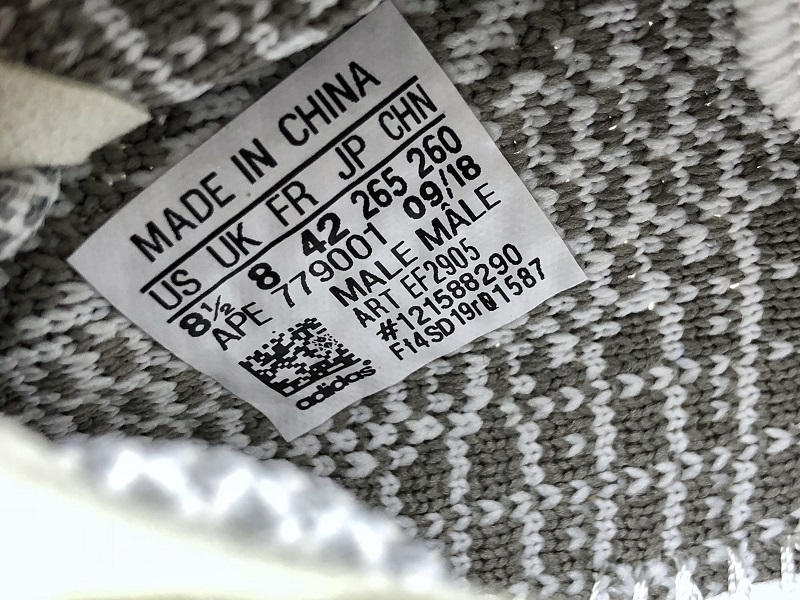 MADE IN CHINA
US UK FR JP CHN
8½ 8 42 265 260
APE 779001 09/18
MALE MÂLE
ART EF2905
#121588290
F14SD19r01587
adidas